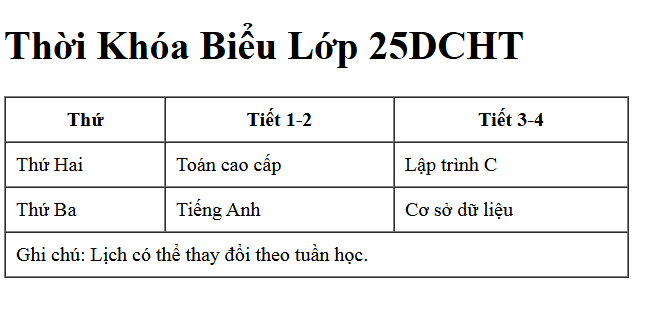 Thời Khóa Biểu Lớp 25DCHT
Thứ Tiết 1-2 Tiết 3-4
Thứ Hai Toán cao cấp Lập trình C
Thứ Ba Tiếng Anh Cơ sở dữ liệu
Ghi chú: Lịch có thể thay đổi theo tuần học.